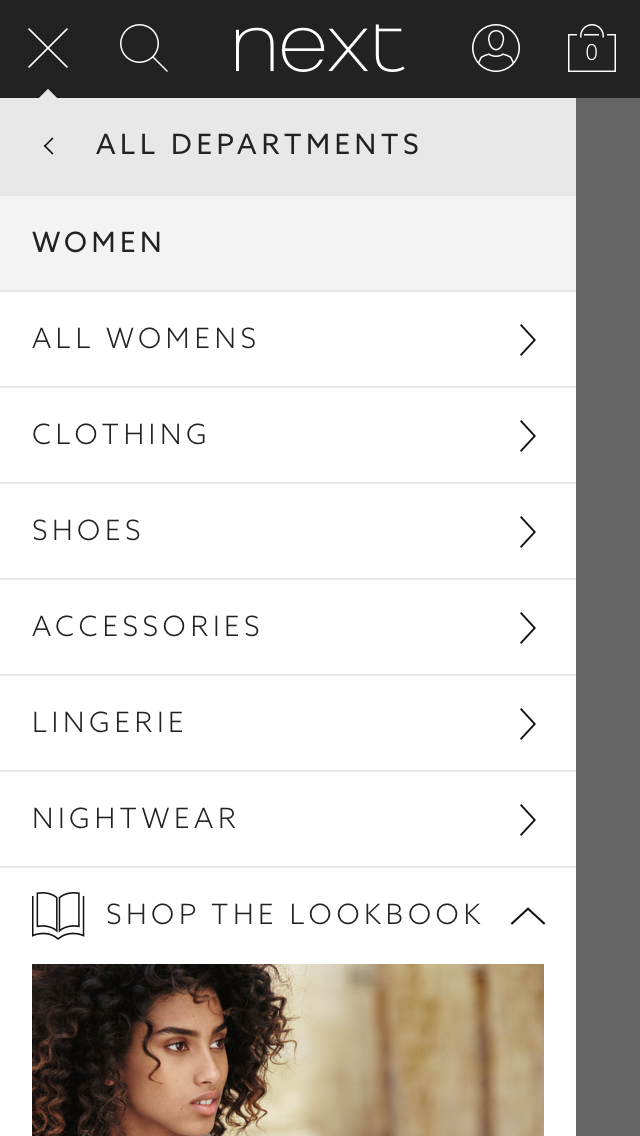 next
0
ALL DEPARTMENTS
WOMEN
ALL WOMENS
CLOTHING
SHOES
ACCESSORIES
LINGERIE
NIGHTWEAR
SHOP THE LOOKBOOK